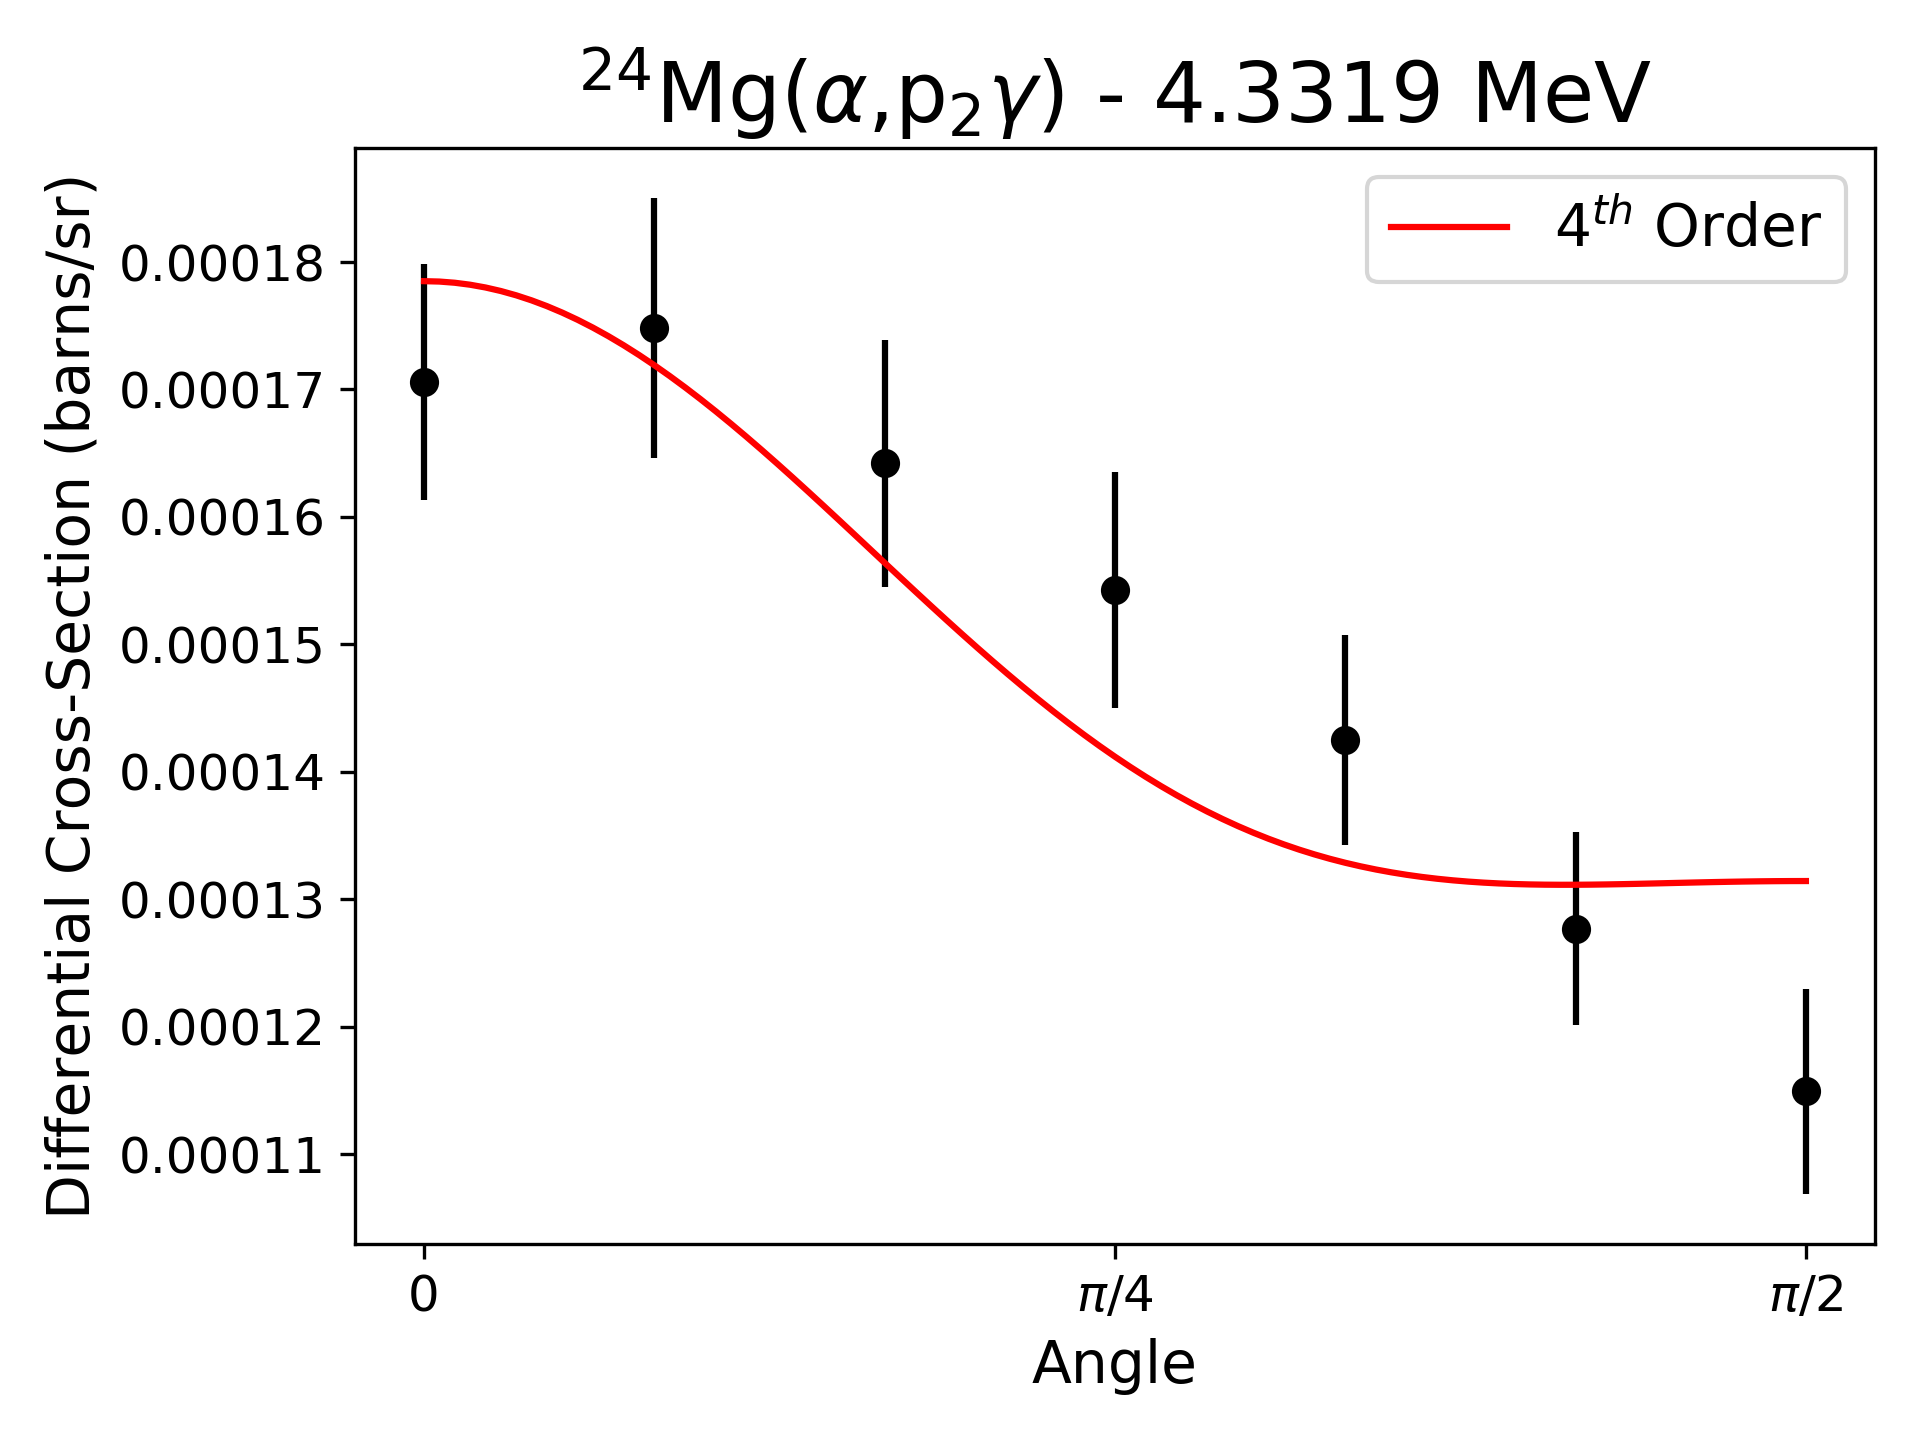 ²⁴Mg(α,p₂γ) - 4.3319 MeV
4ᵗʰ Order
Differential Cross-Section (barns/sr)
0.00018
0.00017
0.00016
0.00015
0.00014
0.00013
0.00012
0.00011
0
π/4
π/2
Angle